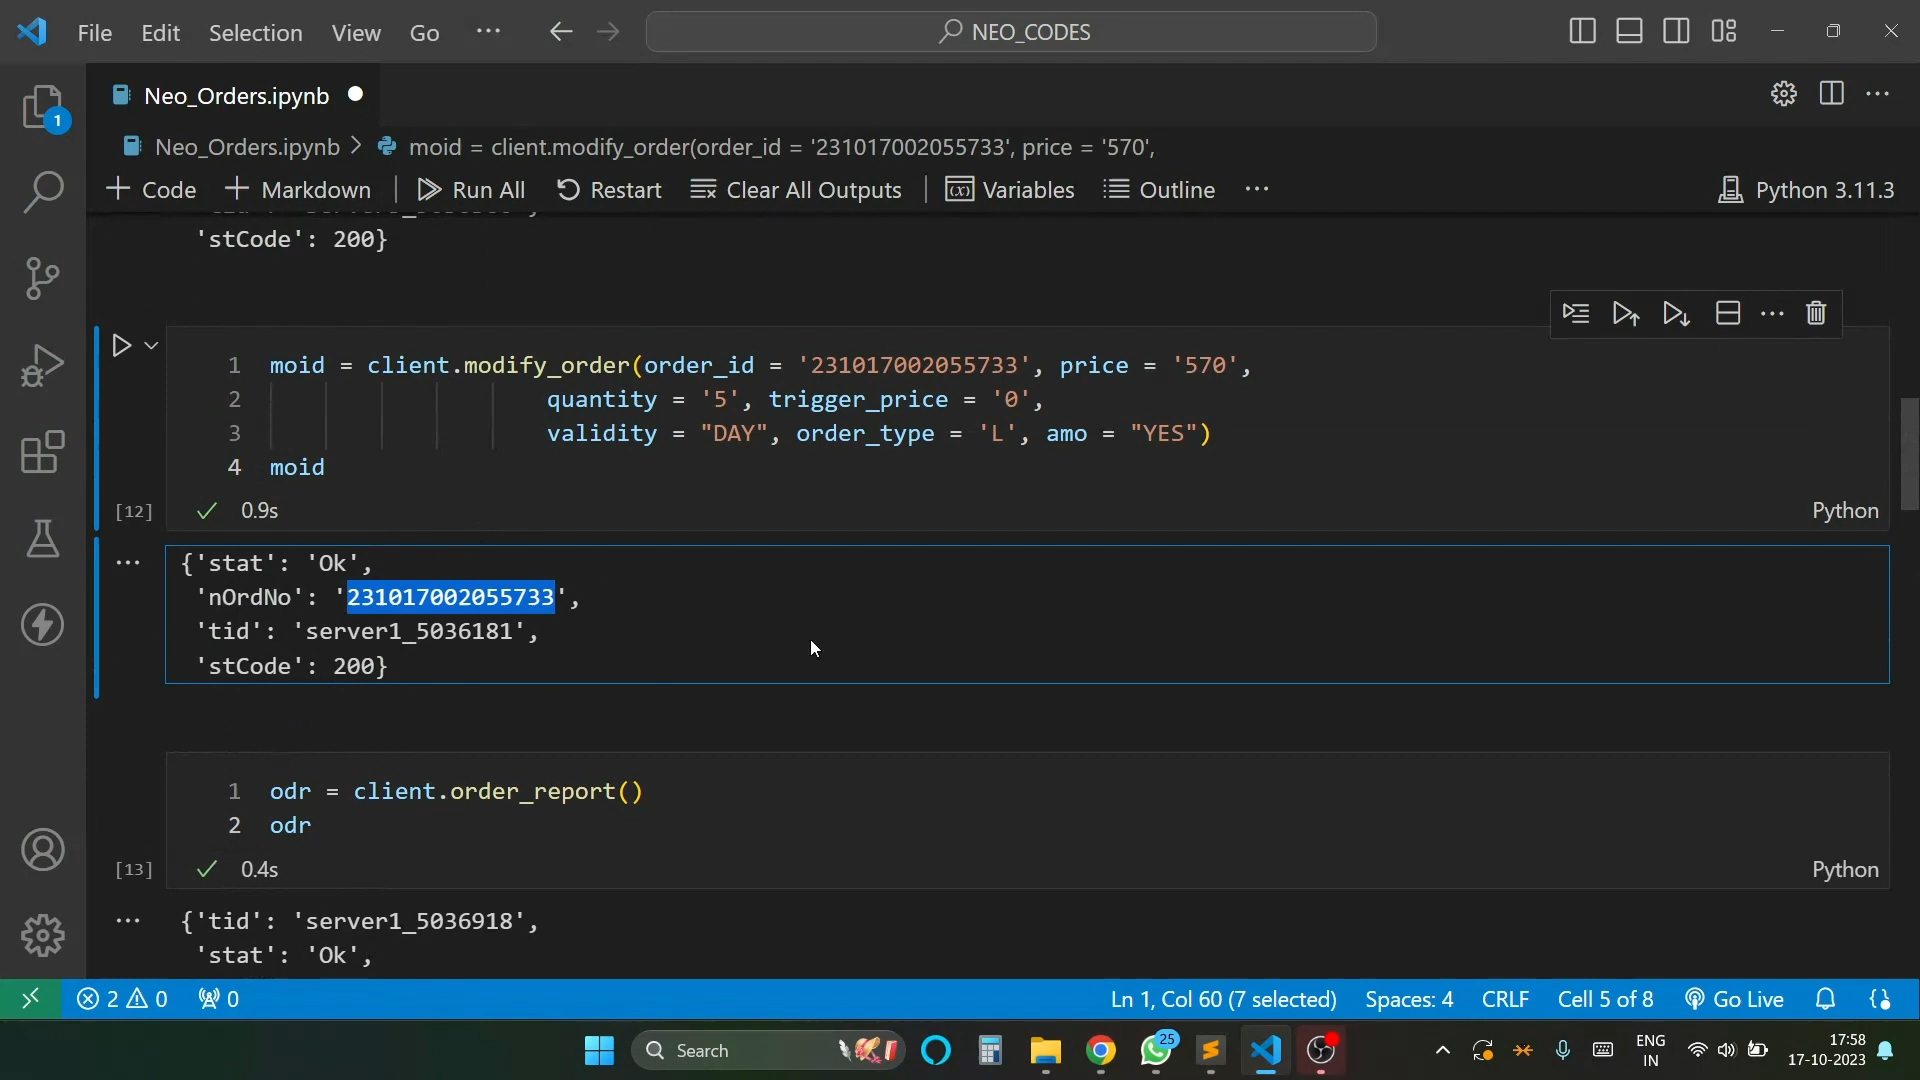 File Edit Selection View Go ···
NEO_CODES
Neo_Orders.ipynb
Neo_Orders.ipynb > moid = client.modify_order(order_id = '231017002055733', price = '570',
+ Code + Markdown | Run All Restart Clear All Outputs | Variables Outline ··· Python 3.11.3
'stCode': 200}
1 moid = client.modify_order(order_id = '231017002055733', price = '570',
2 quantity = '5', trigger_price = '0',
3 validity = "DAY", order_type = 'L', amo = "YES")
4 moid
[12] ✓ 0.9s Python
··· {'stat': 'Ok',
'nOrdNo': '231017002055733',
'tid': 'server1_5036181',
'stCode': 200}
1 odr = client.order_report()
2 odr
[13] ✓ 0.4s Python
··· {'tid': 'server1_5036918',
'stat': 'Ok',
1
2 0 0 Ln 1, Col 60 (7 selected) Spaces: 4 CRLF Cell 5 of 8 Go Live
Search 25 ENG IN 17:58
17-10-2023